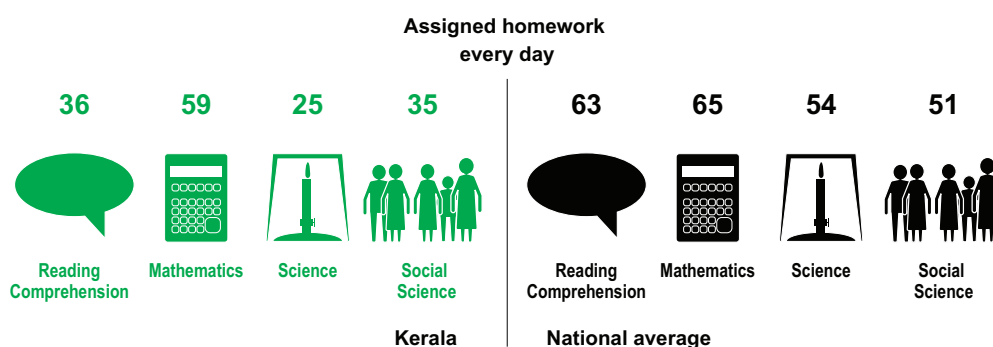 Assigned homework
every day
36 59 25 35
63 65 54 51
Reading
Comprehension
Mathematics
Science
Social
Science
Reading
Comprehension
Mathematics
Science
Social
Science
Kerala
National average